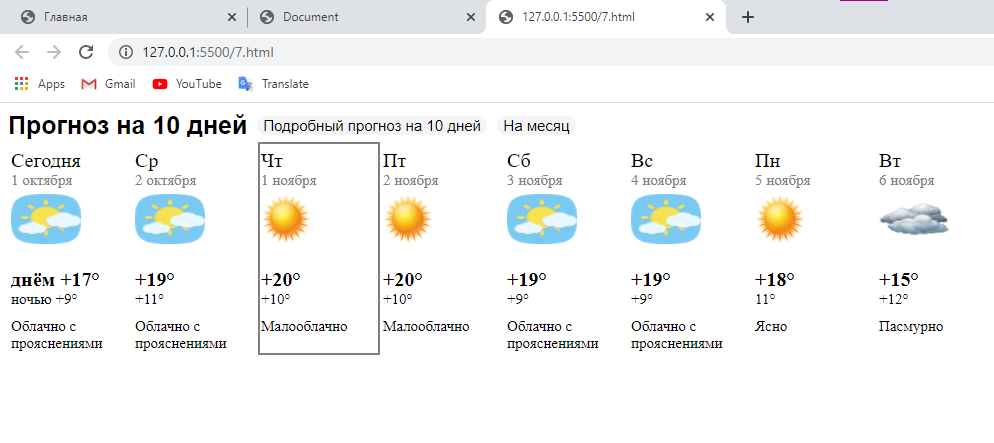 Главная
Document
127.0.0.1:5500/7.html
127.0.0.1:5500/7.html
Apps
Gmail
YouTube
Translate
Прогноз на 10 дней
Подробный прогноз на 10 дней
На месяц
Сегодня
1 октября
днём +17°
ночью +9°
Облачно с
прояснениями
Ср
2 октября
+19°
+11°
Облачно с
прояснениями
Чт
1 ноября
+20°
+10°
Малооблачно
Пт
2 ноября
+20°
+10°
Малооблачно
Сб
3 ноября
+19°
+9°
Облачно с
прояснениями
Вс
4 ноября
+19°
+9°
Облачно с
прояснениями
Пн
5 ноября
+18°
11°
Ясно
Вт
6 ноября
+15°
+12°
Пасмурно